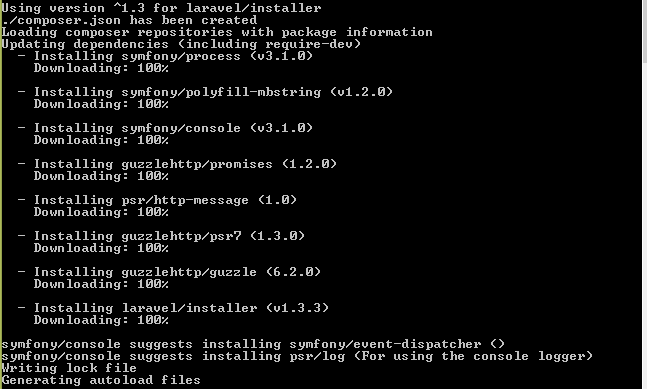 Using version ^1.3 for laravel/installer
./composer.json has been created
Loading composer repositories with package information
Updating dependencies (including require-dev)
  - Installing symfony/process (v3.1.0)
    Downloading: 100%
  - Installing symfony/polyfill-mbstring (v1.2.0)
    Downloading: 100%
  - Installing symfony/console (v3.1.0)
    Downloading: 100%
  - Installing guzzlehttp/promises (1.2.0)
    Downloading: 100%
  - Installing psr/http-message (1.0)
    Downloading: 100%
  - Installing guzzlehttp/psr7 (1.3.0)
    Downloading: 100%
  - Installing guzzlehttp/guzzle (6.2.0)
    Downloading: 100%
  - Installing laravel/installer (v1.3.3)
    Downloading: 100%
symfony/console suggests installing symfony/event-dispatcher ()
symfony/console suggests installing psr/log (For using the console logger)
Writing lock file
Generating autoload files